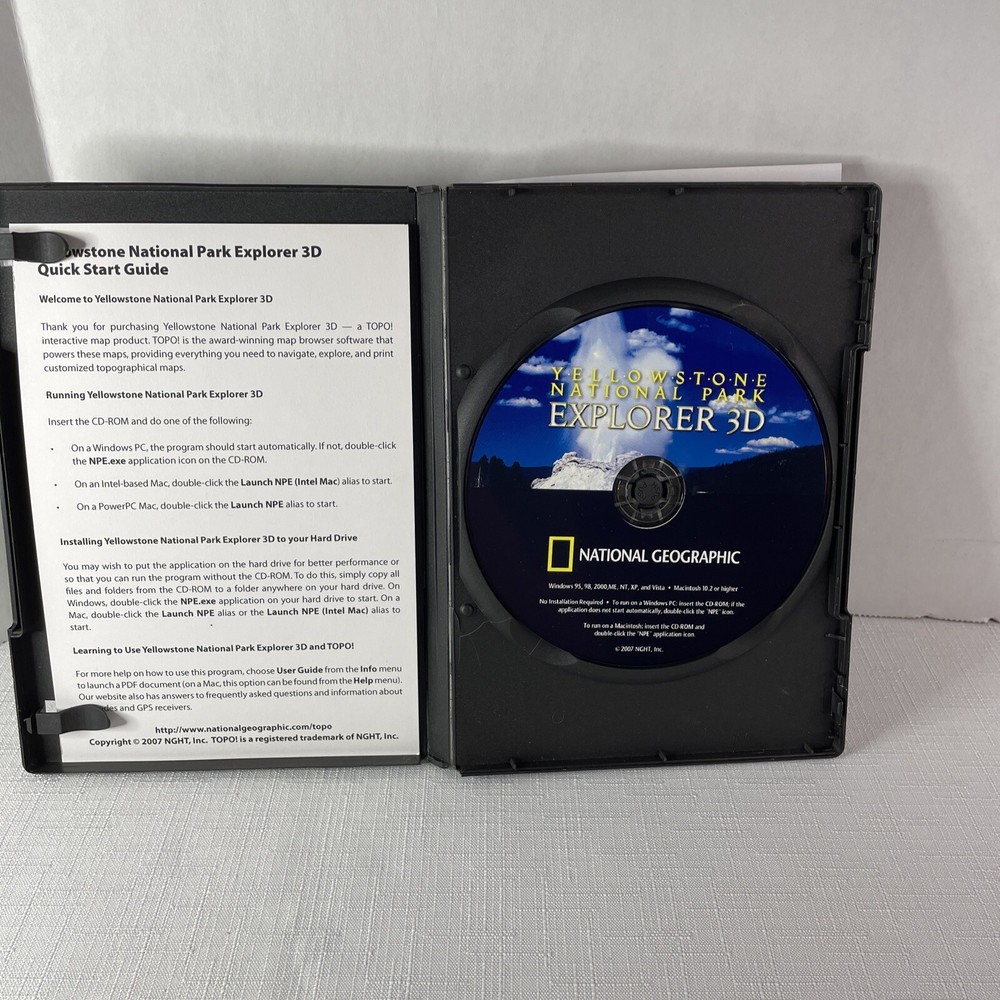 wstone National Park Explorer 3D
Quick Start Guide
Welcome to Yellowstone National Park Explorer 3D
Thank you for purchasing Yellowstone National Park Explorer 3D — a TOPO!
interactive map product. TOPO! is the award-winning map browser software that
powers these maps, providing everything you need to navigate, explore, and print
customized topographical maps.
Running Yellowstone National Park Explorer 3D
Insert the CD-ROM and do one of the following:
• On a Windows PC, the program should start automatically. If not, double-click
the NPE.exe application icon on the CD-ROM.
• On an Intel-based Mac, double-click the Launch NPE (Intel Mac) alias to start.
• On a PowerPC Mac, double-click the Launch NPE alias to start.
Installing Yellowstone National Park Explorer 3D to your Hard Drive
You may wish to put the application on the hard drive for better performance or
so that you can run the program without the CD-ROM. To do this, simply copy all
files and folders from the CD-ROM to a folder anywhere on your hard drive. On
Windows, double-click the NPE.exe application on your hard drive to start. On a
Mac, double-click the Launch NPE alias or the Launch NPE (Intel Mac) alias to
start.
Learning to Use Yellowstone National Park Explorer 3D and TOPO!
For more help on how to use this program, choose User Guide from the Info menu
to launch a PDF document (on a Mac, this option can be found from the Help menu).
Our website also has answers to frequently asked questions and information about
des and GPS receivers.
http://www.nationalgeographic.com/topo
Copyright © 2007 NGHT, Inc. TOPO! is a registered trademark of NGHT, Inc.
Y·E·L·L·O·W·S·T·O·N·E
NATIONAL PARK
EXPLORER 3D
NATIONAL GEOGRAPHIC
Windows 95, 98, 2000,ME, NT, XP, and Vista • Macintosh 10.2 or higher
No Installation Required • To run on a Windows PC: insert the CD-ROM; if the
application does not start automatically, double-click the "NPE" icon.
To run on a Macintosh: insert the CD-ROM and
double-click the "NPE" application icon.
© 2007 NGHT, Inc.